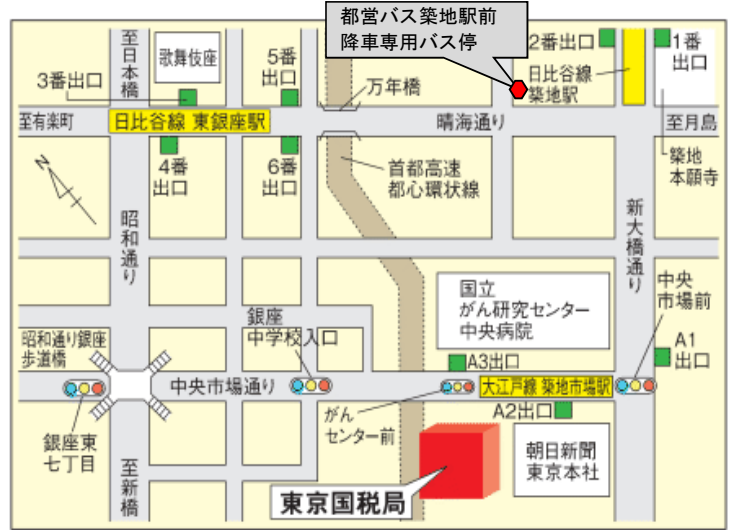 都営バス築地駅前
降車専用バス停
至日本橋
歌舞伎座
5番
出口
3番出口
万年橋
2番出口
日比谷線
築地駅
1番
出口
至有楽町
日比谷線 東銀座駅
晴海通り
至月島
4番
出口
6番
出口
首都高速
都心環状線
築地
本願寺
N
昭和通り
新大橋通り
国立
がん研究センター
中央病院
中央
市場前
銀座
中学校入口
昭和通り銀座
歩道橋
A1
出口
A3出口
中央市場通り
大江戸線 築地市場駅
A2出口
がん
センター前
銀座東
七丁目
至新橋
朝日新聞
東京本社
東京国税局